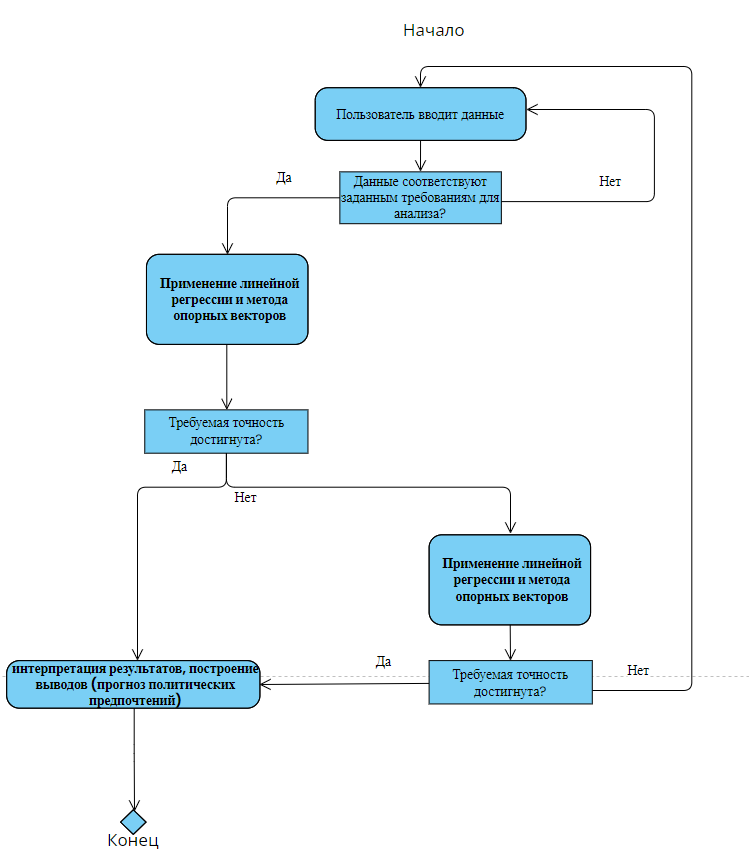 Начало
Пользователь вводит данные
Данные соответствуют
заданным требованиям для
анализа?
Да
Нет
Применение линейной
регрессии и метода
опорных векторов
Требуемая точность
достигнута?
Да
Нет
Применение линейной
регрессии и метода
опорных векторов
Требуемая точность
достигнута?
Да
Нет
интерпретация результатов, построение
выводов (прогноз политических
предпочтений)
Конец